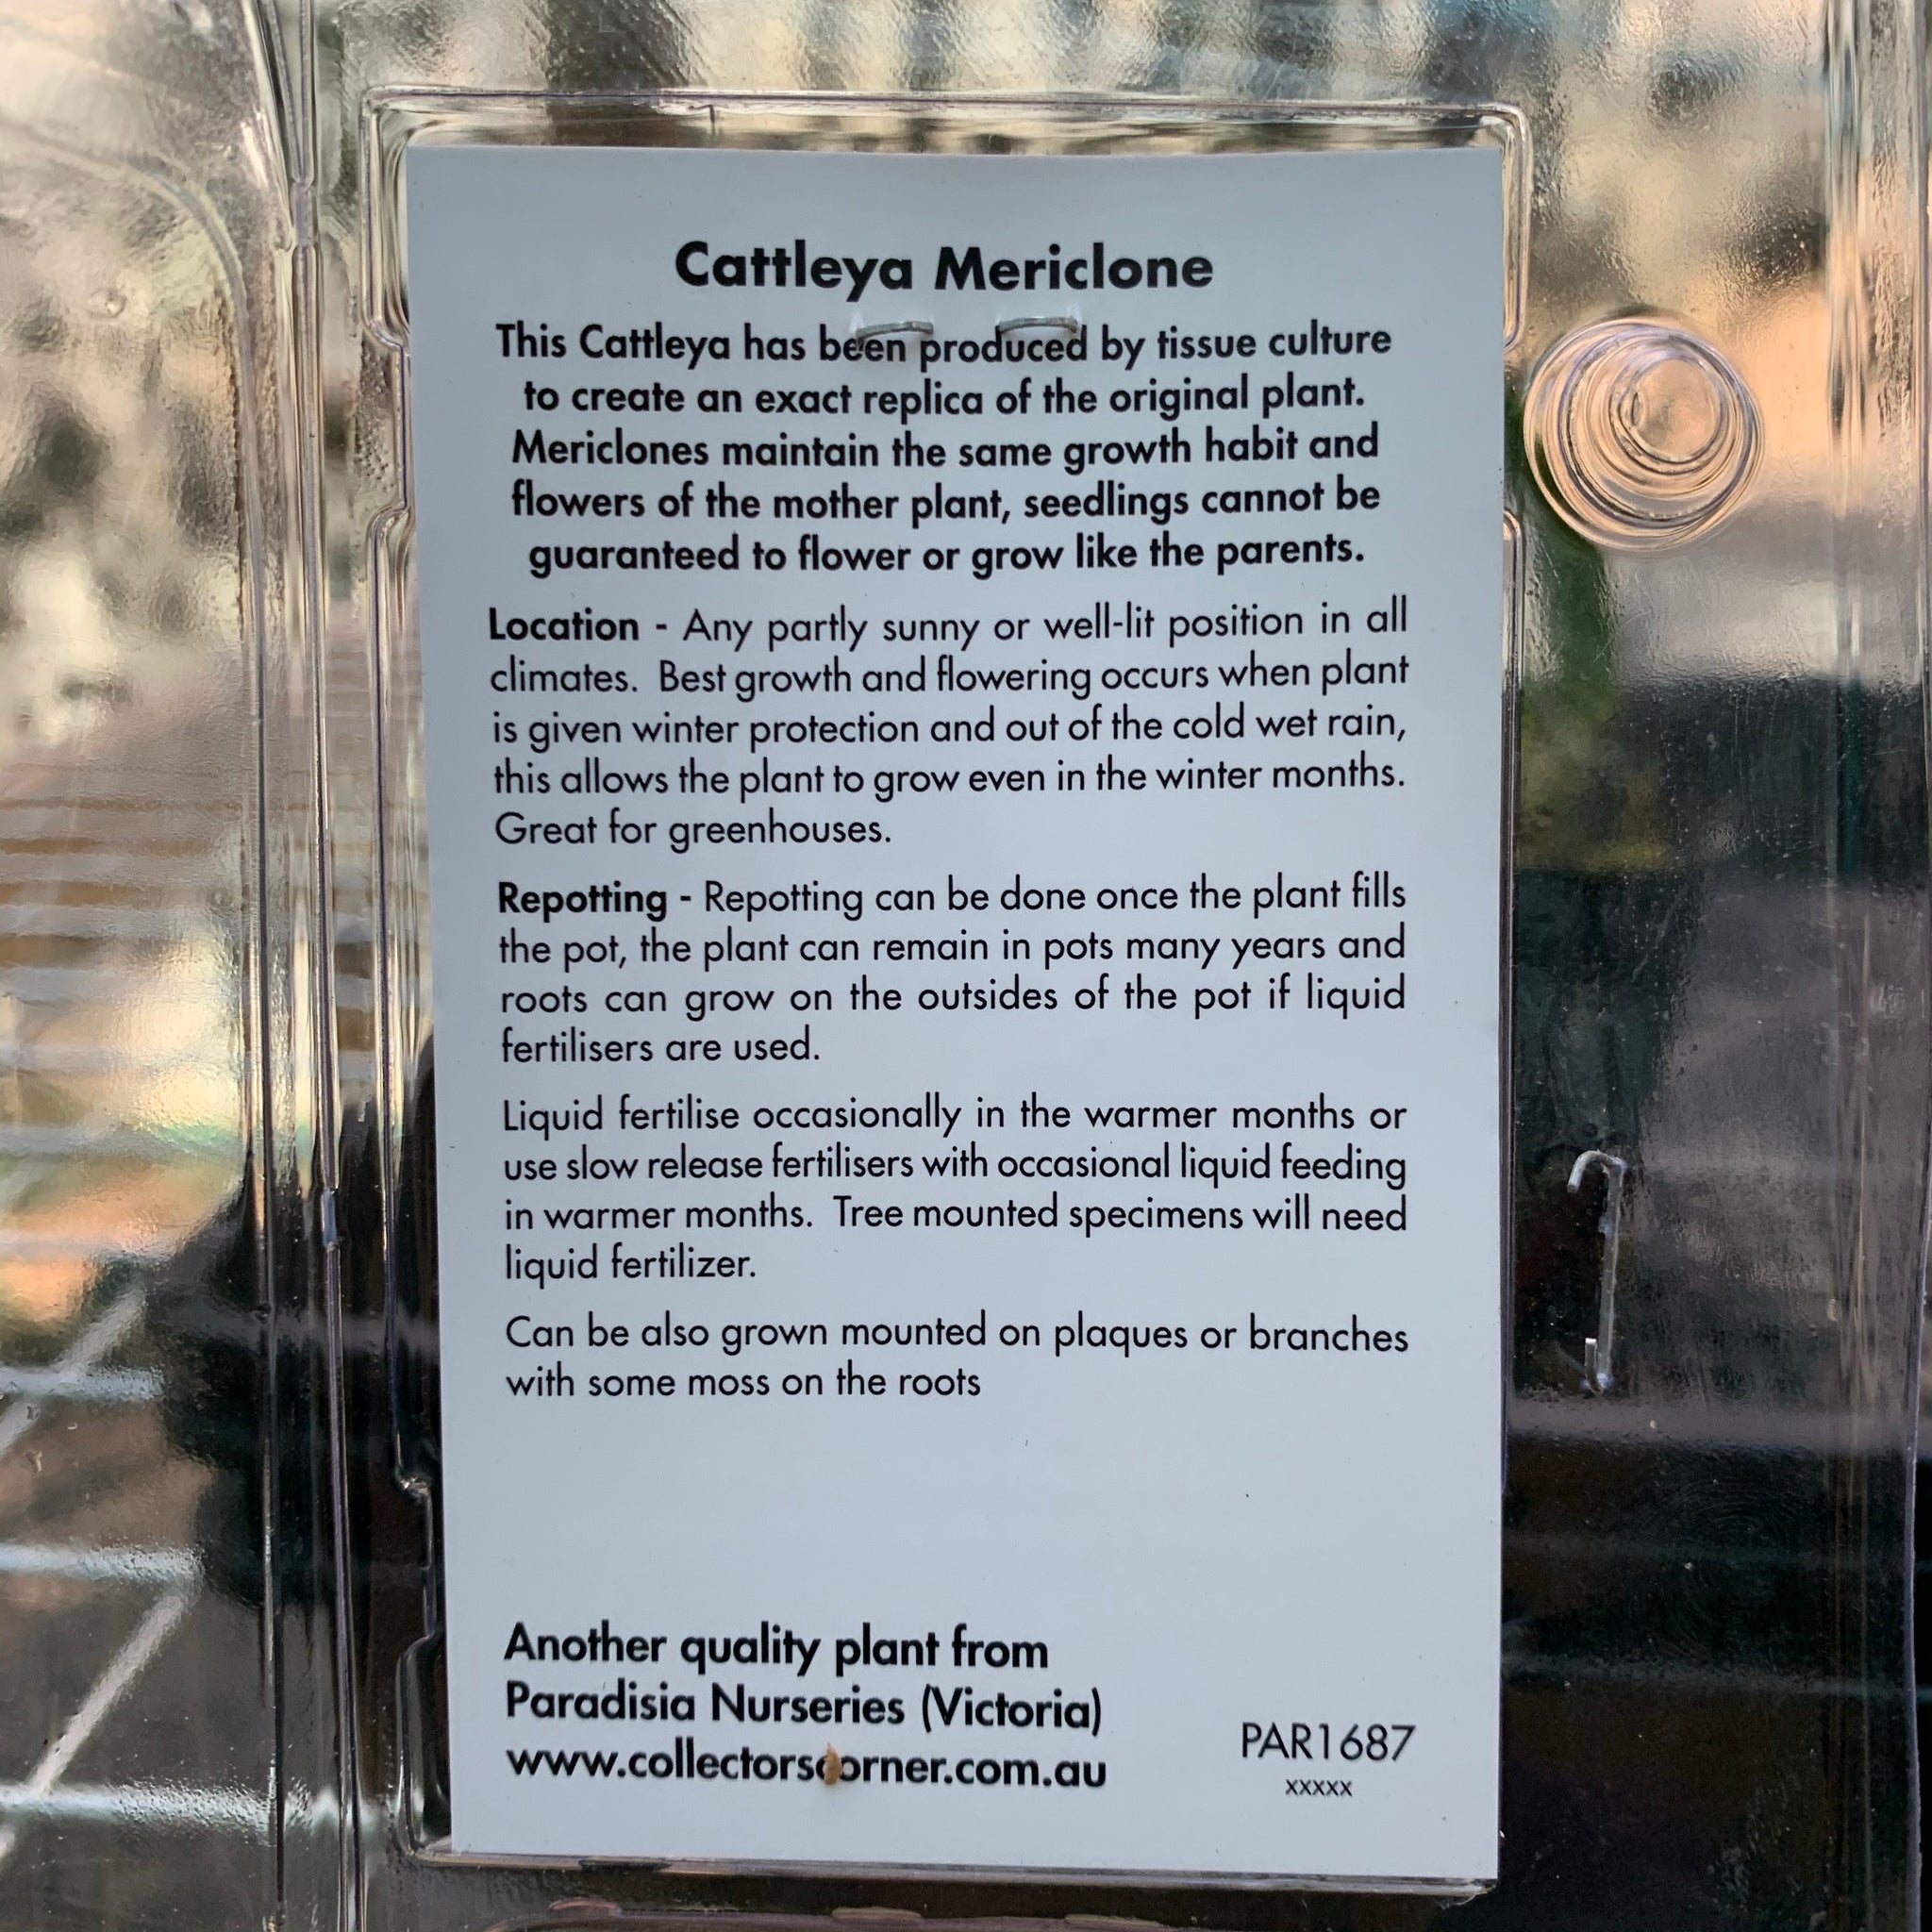 Cattleya Mericlone
This Cattleya has been produced by tissue culture
to create an exact replica of the original plant.
Mericlones maintain the same growth habit and
flowers of the mother plant, seedlings cannot be
guaranteed to flower or grow like the parents.
Location - Any partly sunny or well-lit position in all
climates. Best growth and flowering occurs when plant
is given winter protection and out of the cold wet rain,
this allows the plant to grow even in the winter months.
Great for greenhouses.
Repotting - Repotting can be done once the plant fills
the pot, the plant can remain in pots many years and
roots can grow on the outsides of the pot if liquid
fertilisers are used.
Liquid fertilise occasionally in the warmer months or
use slow release fertilisers with occasional liquid feeding
in warmer months. Tree mounted specimens will need
liquid fertilizer.
Can be also grown mounted on plaques or branches
with some moss on the roots
Another quality plant from
Paradisia Nurseries (Victoria)
www.collectorscorner.com.au
PAR1687
xxxxx